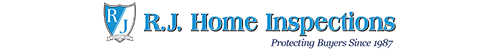 RJ
R.J. Home Inspections
Protecting Buyers Since 1987